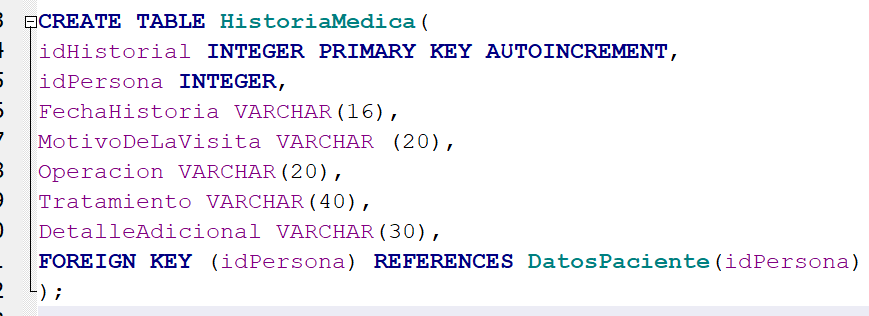 CREATE TABLE HistoriaMedica(
idHistorial INTEGER PRIMARY KEY AUTOINCREMENT,
idPersona INTEGER,
FechaHistoria VARCHAR(16),
MotivoDeLaVisita VARCHAR (20),
Operacion VARCHAR(20),
Tratamiento VARCHAR(40),
DetalleAdicional VARCHAR(30),
FOREIGN KEY (idPersona) REFERENCES DatosPaciente(idPersona)
);